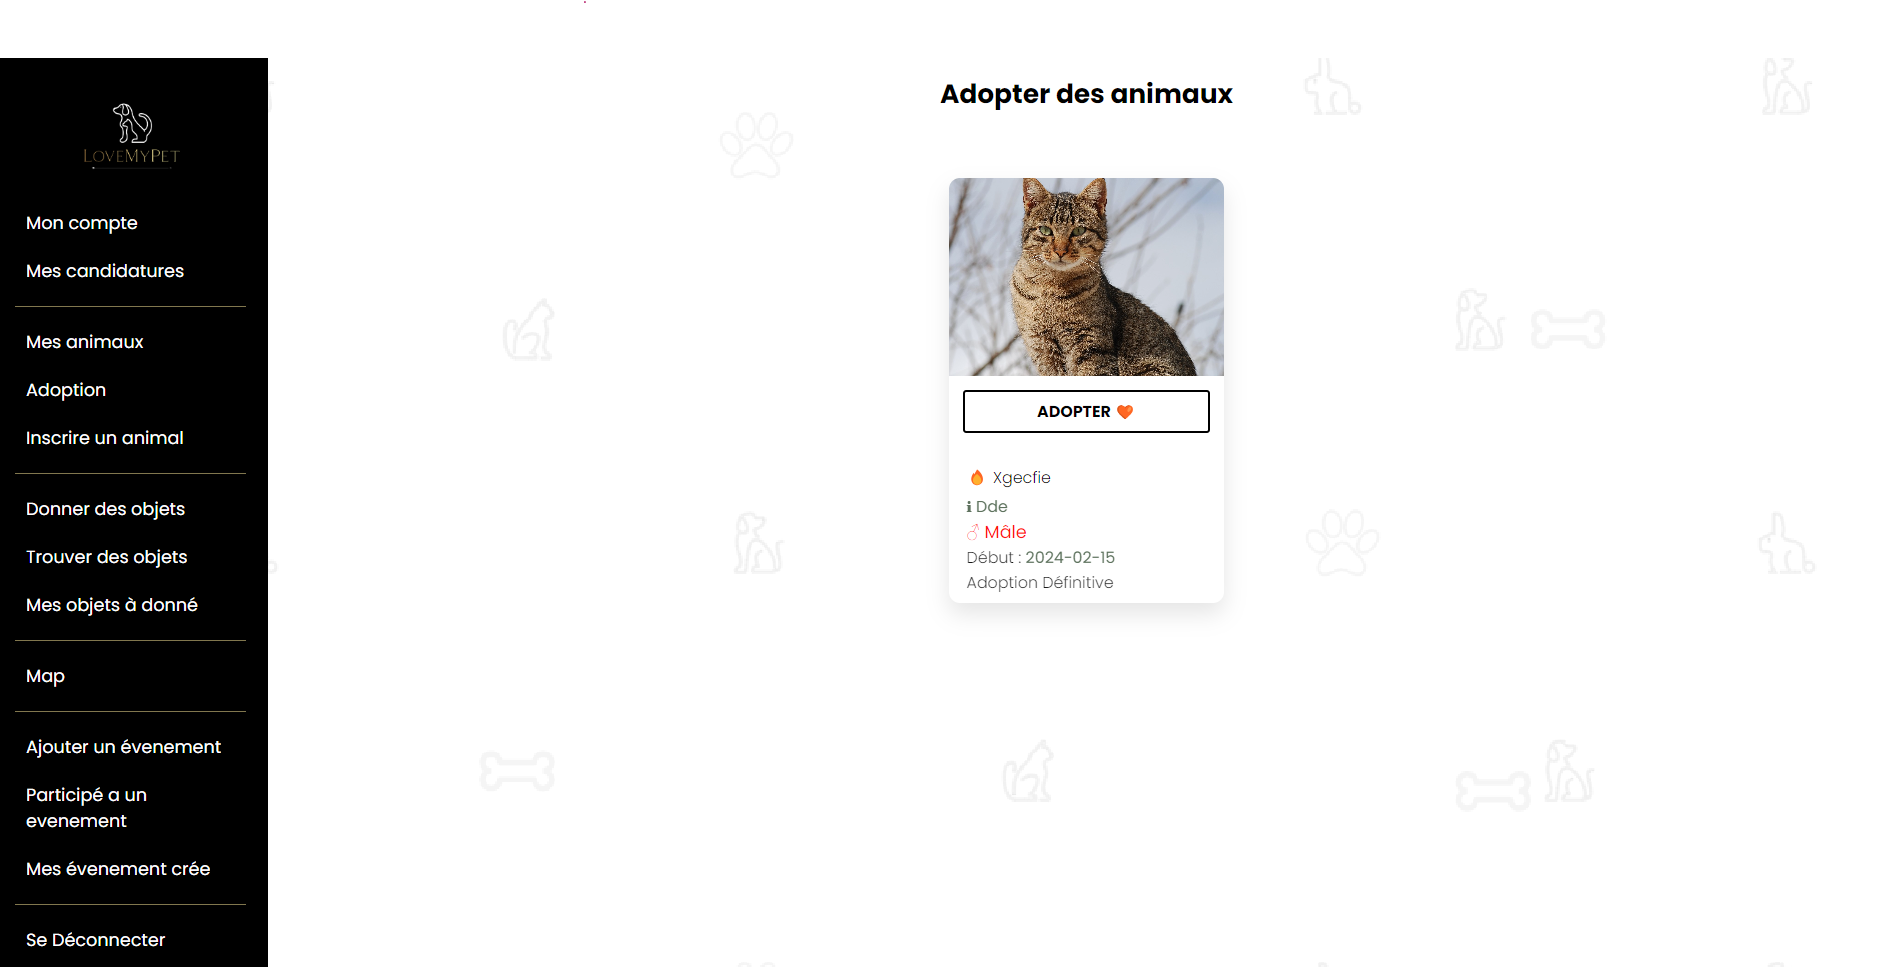 LOVEMYPET
Mon compte
Mes candidatures
Mes animaux
Adoption
Inscrire un animal
Donner des objets
Trouver des objets
Mes objets à donné
Map
Ajouter un évenement
Participé a un
evenement
Mes évenement crée
Se Déconnecter
Adopter des animaux
ADOPTER 🧡
🔥 Xgecfie
ℹ Dde
♂ Mâle
Début : 2024-02-15
Adoption Définitive